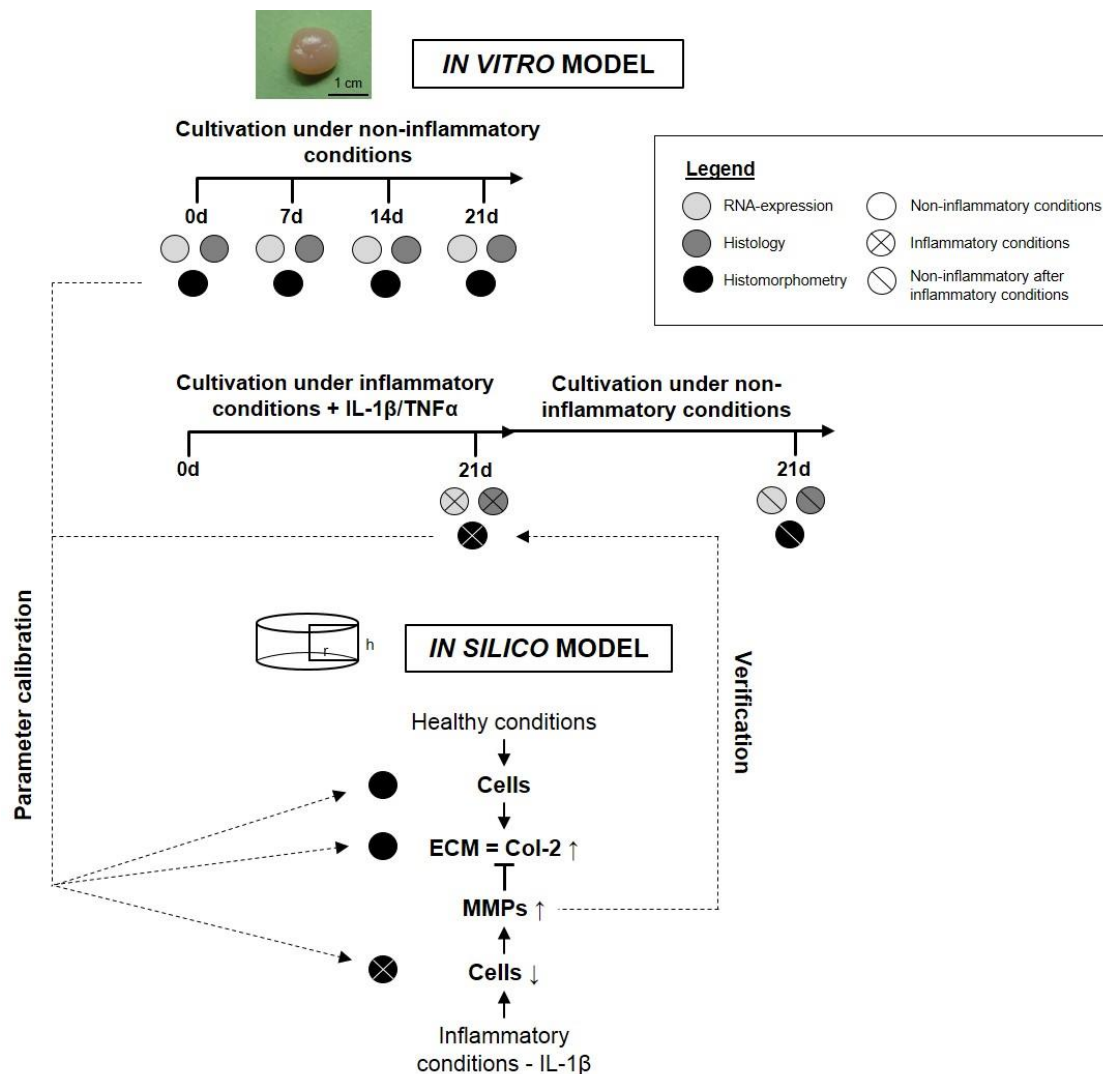 1 cm
IN VITRO MODEL
Cultivation under non-inflammatory
conditions
0d 7d 14d 21d
Legend
RNA-expression
Non-inflammatory conditions
Histology
Inflammatory conditions
Histomorphometry
Non-inflammatory after
inflammatory conditions
Cultivation under inflammatory
conditions + IL-1β/TNFα
Cultivation under non-
inflammatory conditions
0d 21d 21d
Parameter calibration
r
h
IN SILICO MODEL
Verification
Healthy conditions
Cells
ECM = Col-2 ↑
MMPs ↑
Cells ↓
Inflammatory
conditions - IL-1β